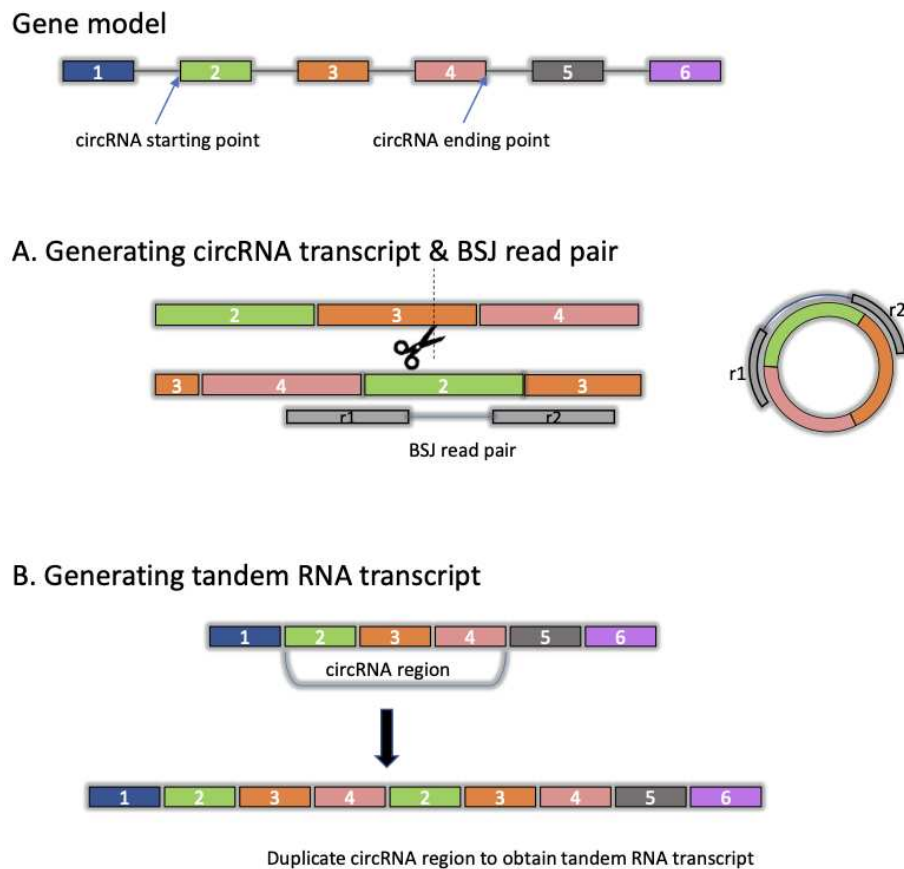 Gene model
1 2 3 4 5 6
circRNA starting point circRNA ending point
A. Generating circRNA transcript & BSJ read pair
2 3 4
3 4 2 3
r1 r2
BSJ read pair
r2
r1
B. Generating tandem RNA transcript
1 2 3 4 5 6
circRNA region
1 2 3 4 2 3 4 5 6
Duplicate circRNA region to obtain tandem RNA transcript